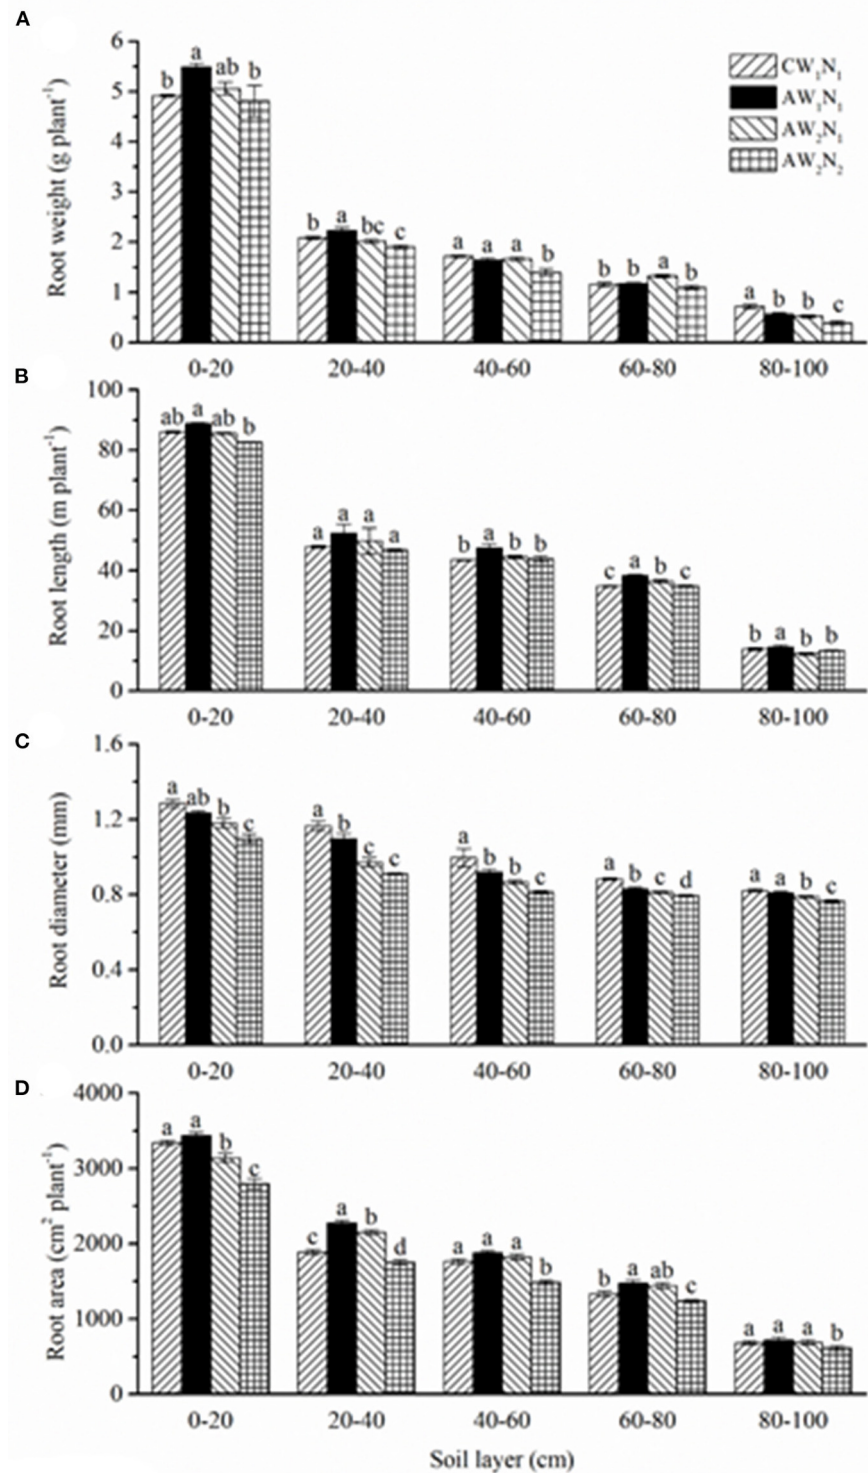 A
Root weight (g plant⁻¹)
6
5
4
3
2
1
0
b a ab b
b a bc c
a a a b
b b a b
a b b c
CW₁N₁
AW₁N₁
AW₂N₁
AW₂N₂
0-20 20-40 40-60 60-80 80-100
B
Root length (m plant⁻¹)
100
80
60
40
20
0
ab a ab b
a a a a
b a b b
c a b c
b a b b
0-20 20-40 40-60 60-80 80-100
C
Root diameter (mm)
1.6
1.2
0.8
0.4
0.0
a ab b c
a b c c
a b b c
a b c d
a a b c
0-20 20-40 40-60 60-80 80-100
D
Root area (cm² plant⁻¹)
4000
3000
2000
1000
0
a a b c
c a b d
a a a b
b a ab c
a a a b
0-20 20-40 40-60 60-80 80-100
Soil layer (cm)